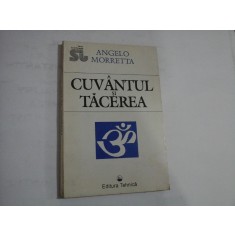 ANGELO
MORRETTA
CUVÂNTUL
ȘI
TĂCEREA
Editura Tehnică